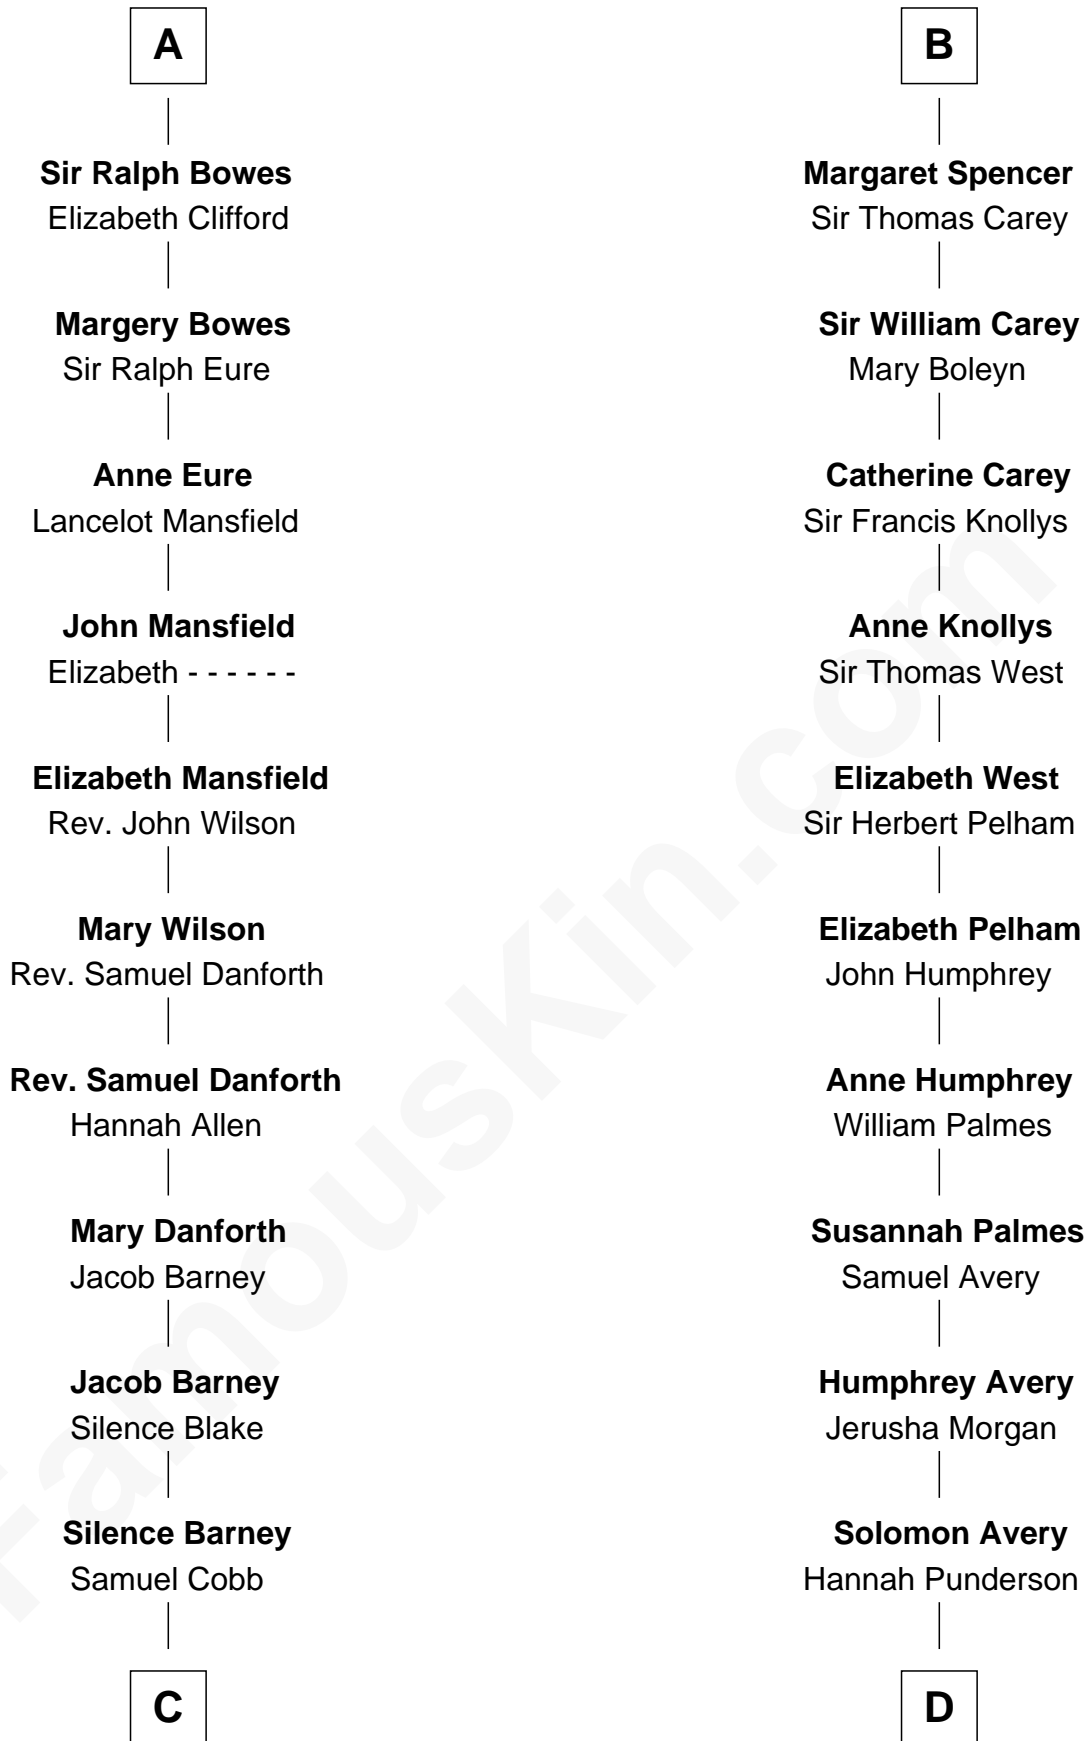 A
Sir Ralph Bowes
Elizabeth Clifford
Margery Bowes
Sir Ralph Eure
Anne Eure
Lancelot Mansfield
John Mansfield
Elizabeth - - - - - -
Elizabeth Mansfield
Rev. John Wilson
Mary Wilson
Rev. Samuel Danforth
Rev. Samuel Danforth
Hannah Allen
Mary Danforth
Jacob Barney
Jacob Barney
Silence Blake
Silence Barney
Samuel Cobb
C
B
Margaret Spencer
Sir Thomas Carey
Sir William Carey
Mary Boleyn
Catherine Carey
Sir Francis Knollys
Anne Knollys
Sir Thomas West
Elizabeth West
Sir Herbert Pelham
Elizabeth Pelham
John Humphrey
Anne Humphrey
William Palmes
Susannah Palmes
Samuel Avery
Humphrey Avery
Jerusha Morgan
Solomon Avery
Hannah Punderson
D
FamousKin.com